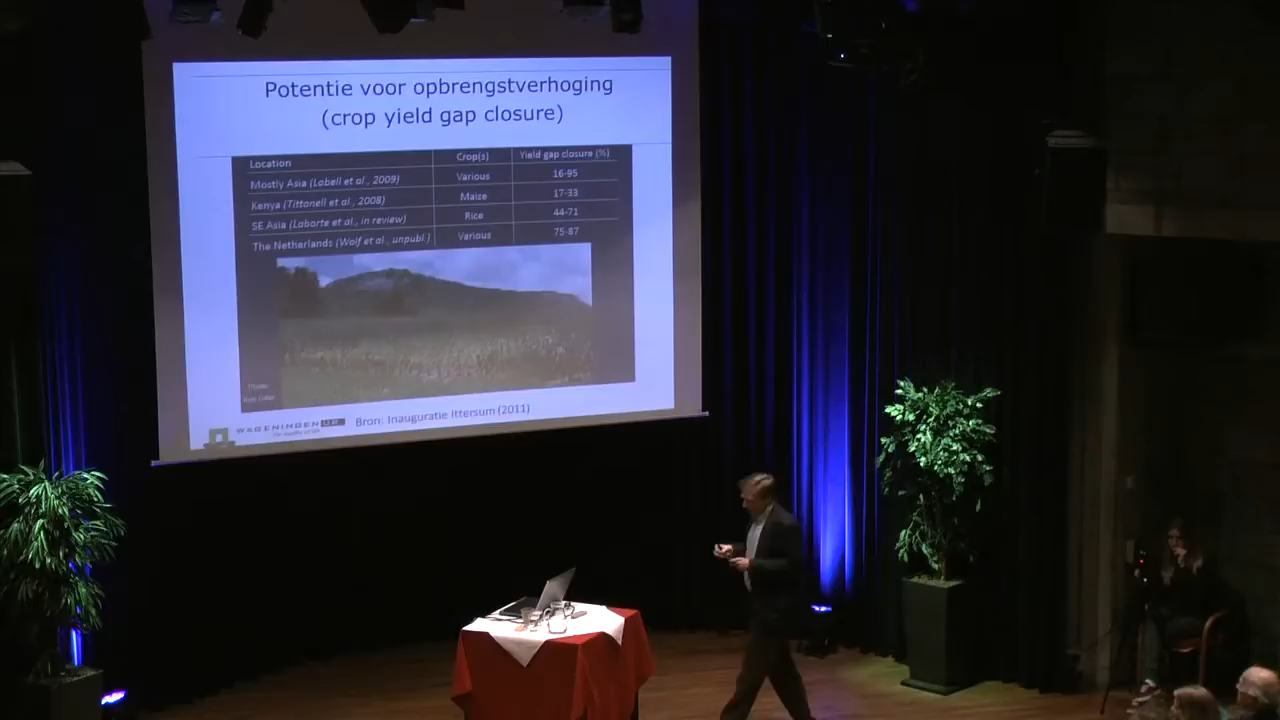 Potentie voor opbrengstverhoging
(crop yield gap closure)
Location Crop(s) Yield gap closure (%)
Mostly Asia (Lobell et al., 2009) Various 16-95
Kenya (Tittonell et al., 2008) Maize 17-33
SE Asia (Laborte et al., in review) Rice 44-71
The Netherlands (Wolf et al., unpubl.) Various 75-87
WAGENINGEN UR
Bron: Inauguratie Ittersum (2011)